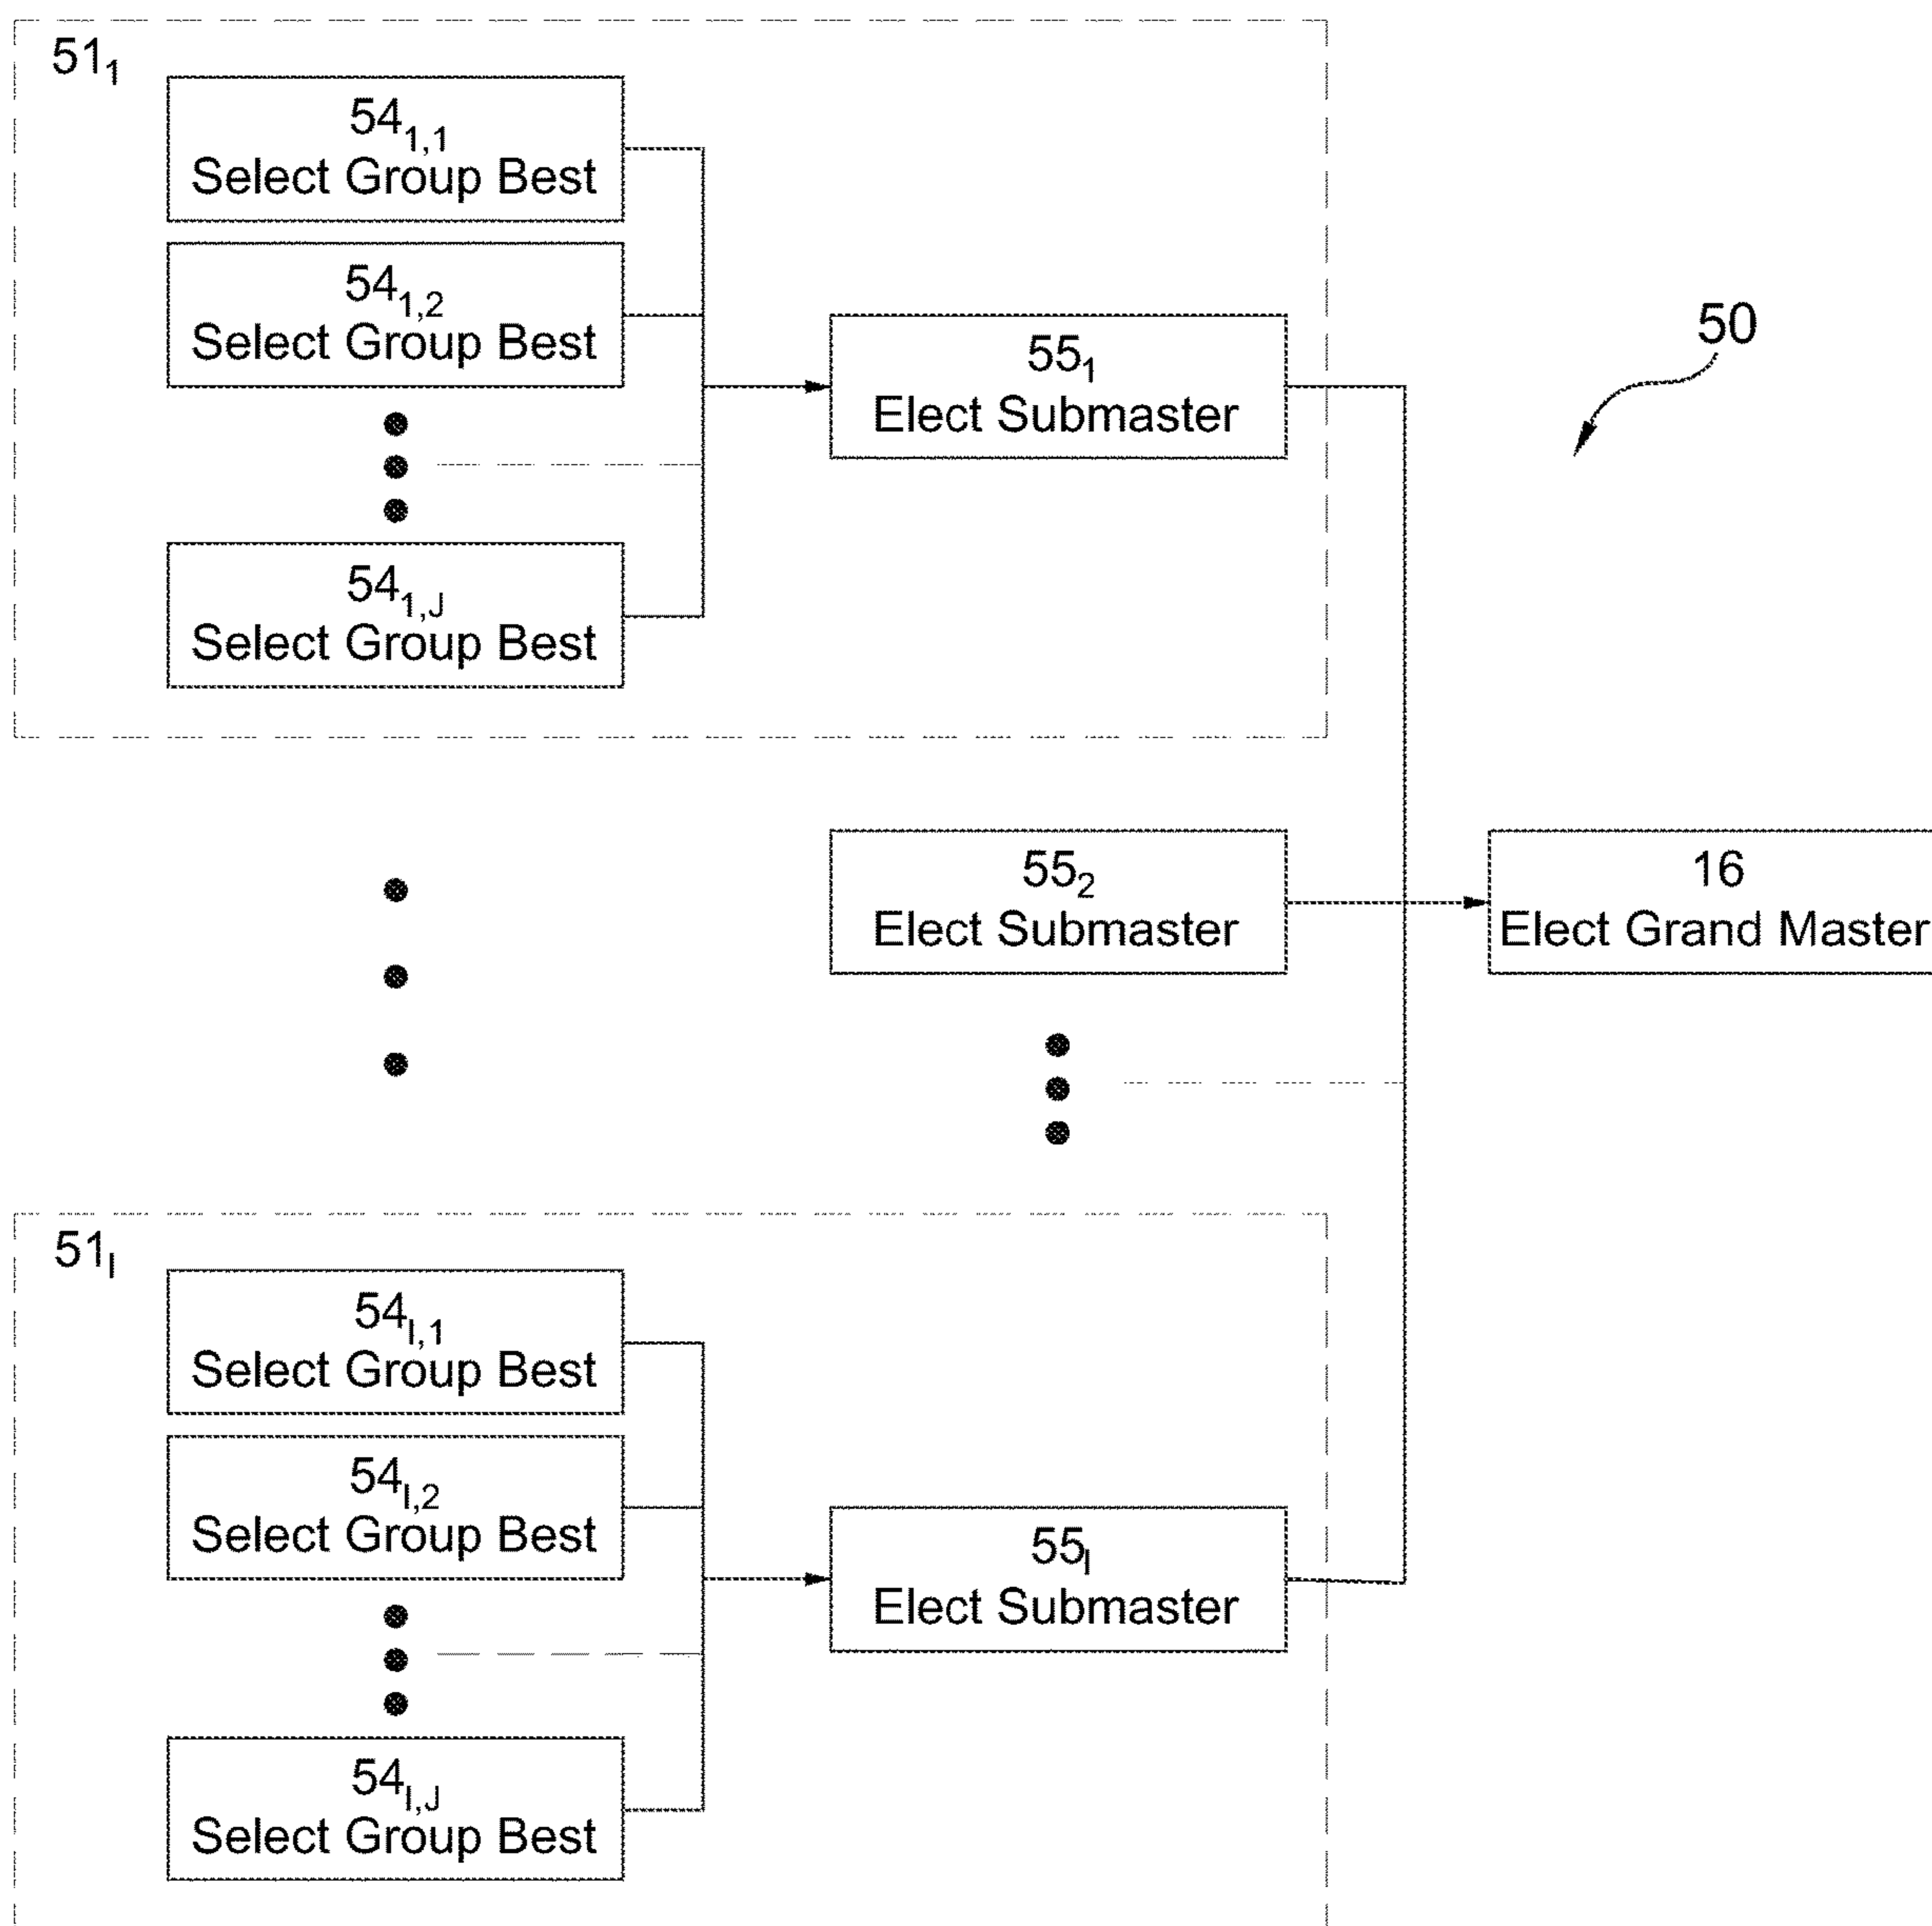 51₁
54₁,₁
Select Group Best
54₁,₂
Select Group Best
54₁,J
Select Group Best
55₁
Elect Submaster
50
55₂
Elect Submaster
16
Elect Grand Master
51I
54I,₁
Select Group Best
54I,₂
Select Group Best
54I,J
Select Group Best
55I
Elect Submaster